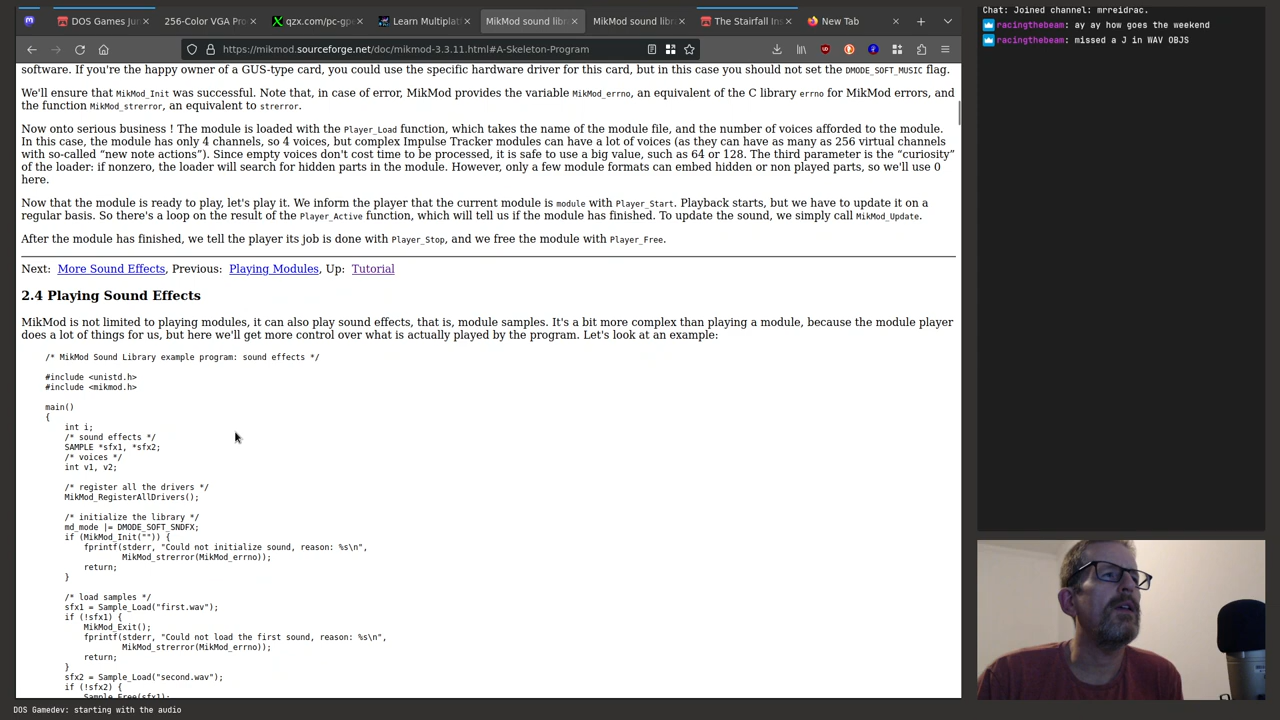 DOS Games Ju
256-Color VGA Pro
qzx.com/pc-gpe
Learn Multiplatf
MikMod sound libr
MikMod sound libr
The Stairfall Ins
New Tab
https://mikmod.sourceforge.net/doc/mikmod-3.3.11.html#A-Skeleton-Program
software. If you're the happy owner of a GUS-type card, you could use the specific hardware driver for this card, but in this case you should not set the DMODE_SOFT_MUSIC flag.
We'll ensure that MikMod_Init was successful. Note that, in case of error, MikMod provides the variable MikMod_errno, an equivalent of the C library errno for MikMod errors, and
the function MikMod_strerror, an equivalent to strerror.
Now onto serious business ! The module is loaded with the Player_Load function, which takes the name of the module file, and the number of voices afforded to the module.
In this case, the module has only 4 channels, so 4 voices, but complex Impulse Tracker modules can have a lot of voices (as they can have as many as 256 virtual channels
with so-called “new note actions”). Since empty voices don't cost time to be processed, it is safe to use a big value, such as 64 or 128. The third parameter is the “curiosity”
of the loader: if nonzero, the loader will search for hidden parts in the module. However, only a few module formats can embed hidden or non played parts, so we'll use 0
here.
Now that the module is ready to play, let's play it. We inform the player that the current module is module with Player_Start. Playback starts, but we have to update it on a
regular basis. So there's a loop on the result of the Player_Active function, which will tell us if the module has finished. To update the sound, we simply call MikMod_Update.
After the module has finished, we tell the player its job is done with Player_Stop, and we free the module with Player_Free.
Next: More Sound Effects, Previous: Playing Modules, Up: Tutorial
2.4 Playing Sound Effects
MikMod is not limited to playing modules, it can also play sound effects, that is, module samples. It's a bit more complex than playing a module, because the module player
does a lot of things for us, but here we'll get more control over what is actually played by the program. Let's look at an example:
/* MikMod Sound Library example program: sound effects */
#include <unistd.h>
#include <mikmod.h>
main()
{
int i;
/* sound effects */
SAMPLE *sfx1, *sfx2;
/* voices */
int v1, v2;
/* register all the drivers */
MikMod_RegisterAllDrivers();
/* initialize the library */
md_mode |= DMODE_SOFT_SNDFX;
if (MikMod_Init("")) {
fprintf(stderr, "Could not initialize sound, reason: %s\n",
MikMod_strerror(MikMod_errno));
return;
}
/* load samples */
sfx1 = Sample_Load("first.wav");
if (!sfx1) {
MikMod_Exit();
fprintf(stderr, "Could not load the first sound, reason: %s\n",
MikMod_strerror(MikMod_errno));
return;
}
sfx2 = Sample_Load("second.wav");
if (!sfx2) {
Sample_Free(sfx1);
Chat: Joined channel: mrreidrac.
racingthebeam: ay ay how goes the weekend
racingthebeam: missed a J in WAV OBJS
DOS Gamedev: starting with the audio